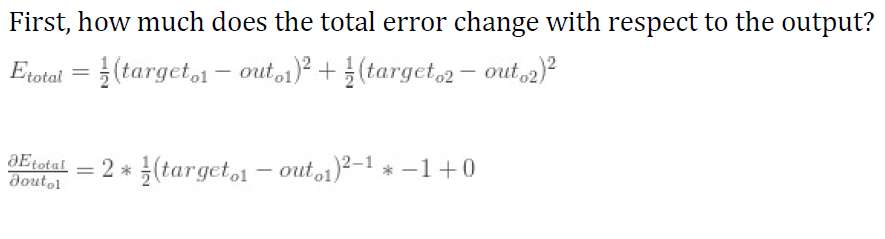 First, how much does the total error change with respect to the output?
E_total = ½(target_o1 − out_o1)² + ½(target_o2 − out_o2)²
∂E_total/∂out_o1 = 2 * ½(target_o1 − out_o1)²⁻¹ * −1 + 0